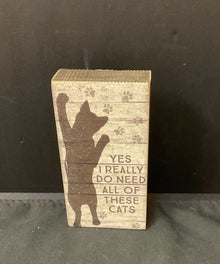 YES
I REALLY
DO NEED
ALL OF
THESE
CATS